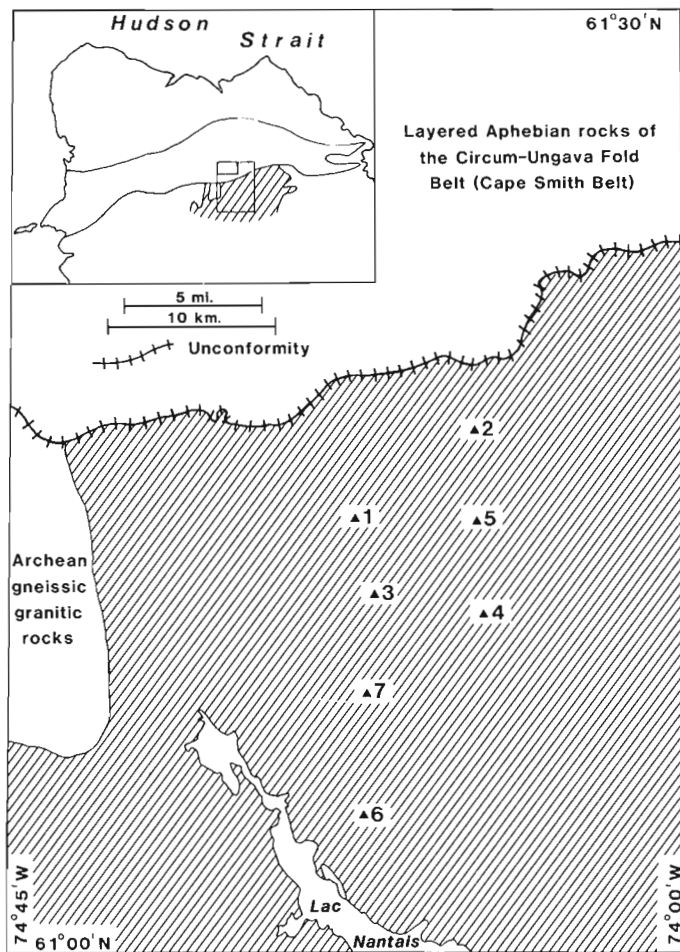 Hudson
Strait
61°30'N
Layered Aphebian rocks of
the Circum-Ungava Fold
Belt (Cape Smith Belt)
5 mi.
10 km.
Unconformity
2
1
5
Archean
gneissic
granitic
rocks
3
4
7
6
74°45'W
61°00'N
Lac
Nantais
74°00'W